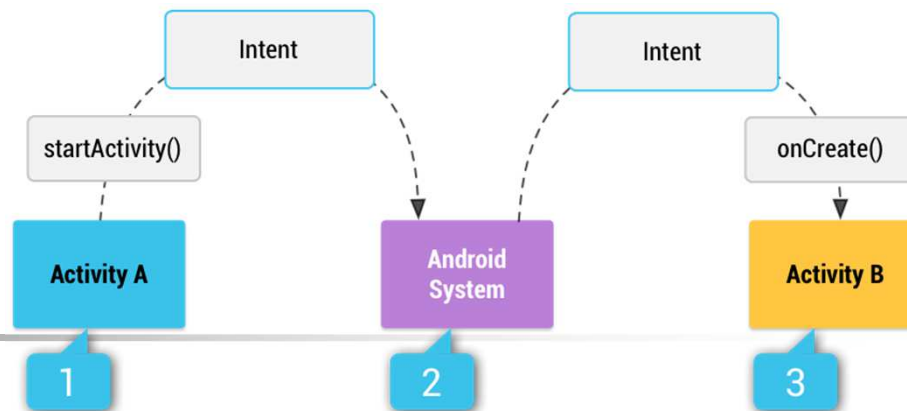 Intent
Intent
startActivity()
onCreate()
Activity A
Android
System
Activity B
1
2
3